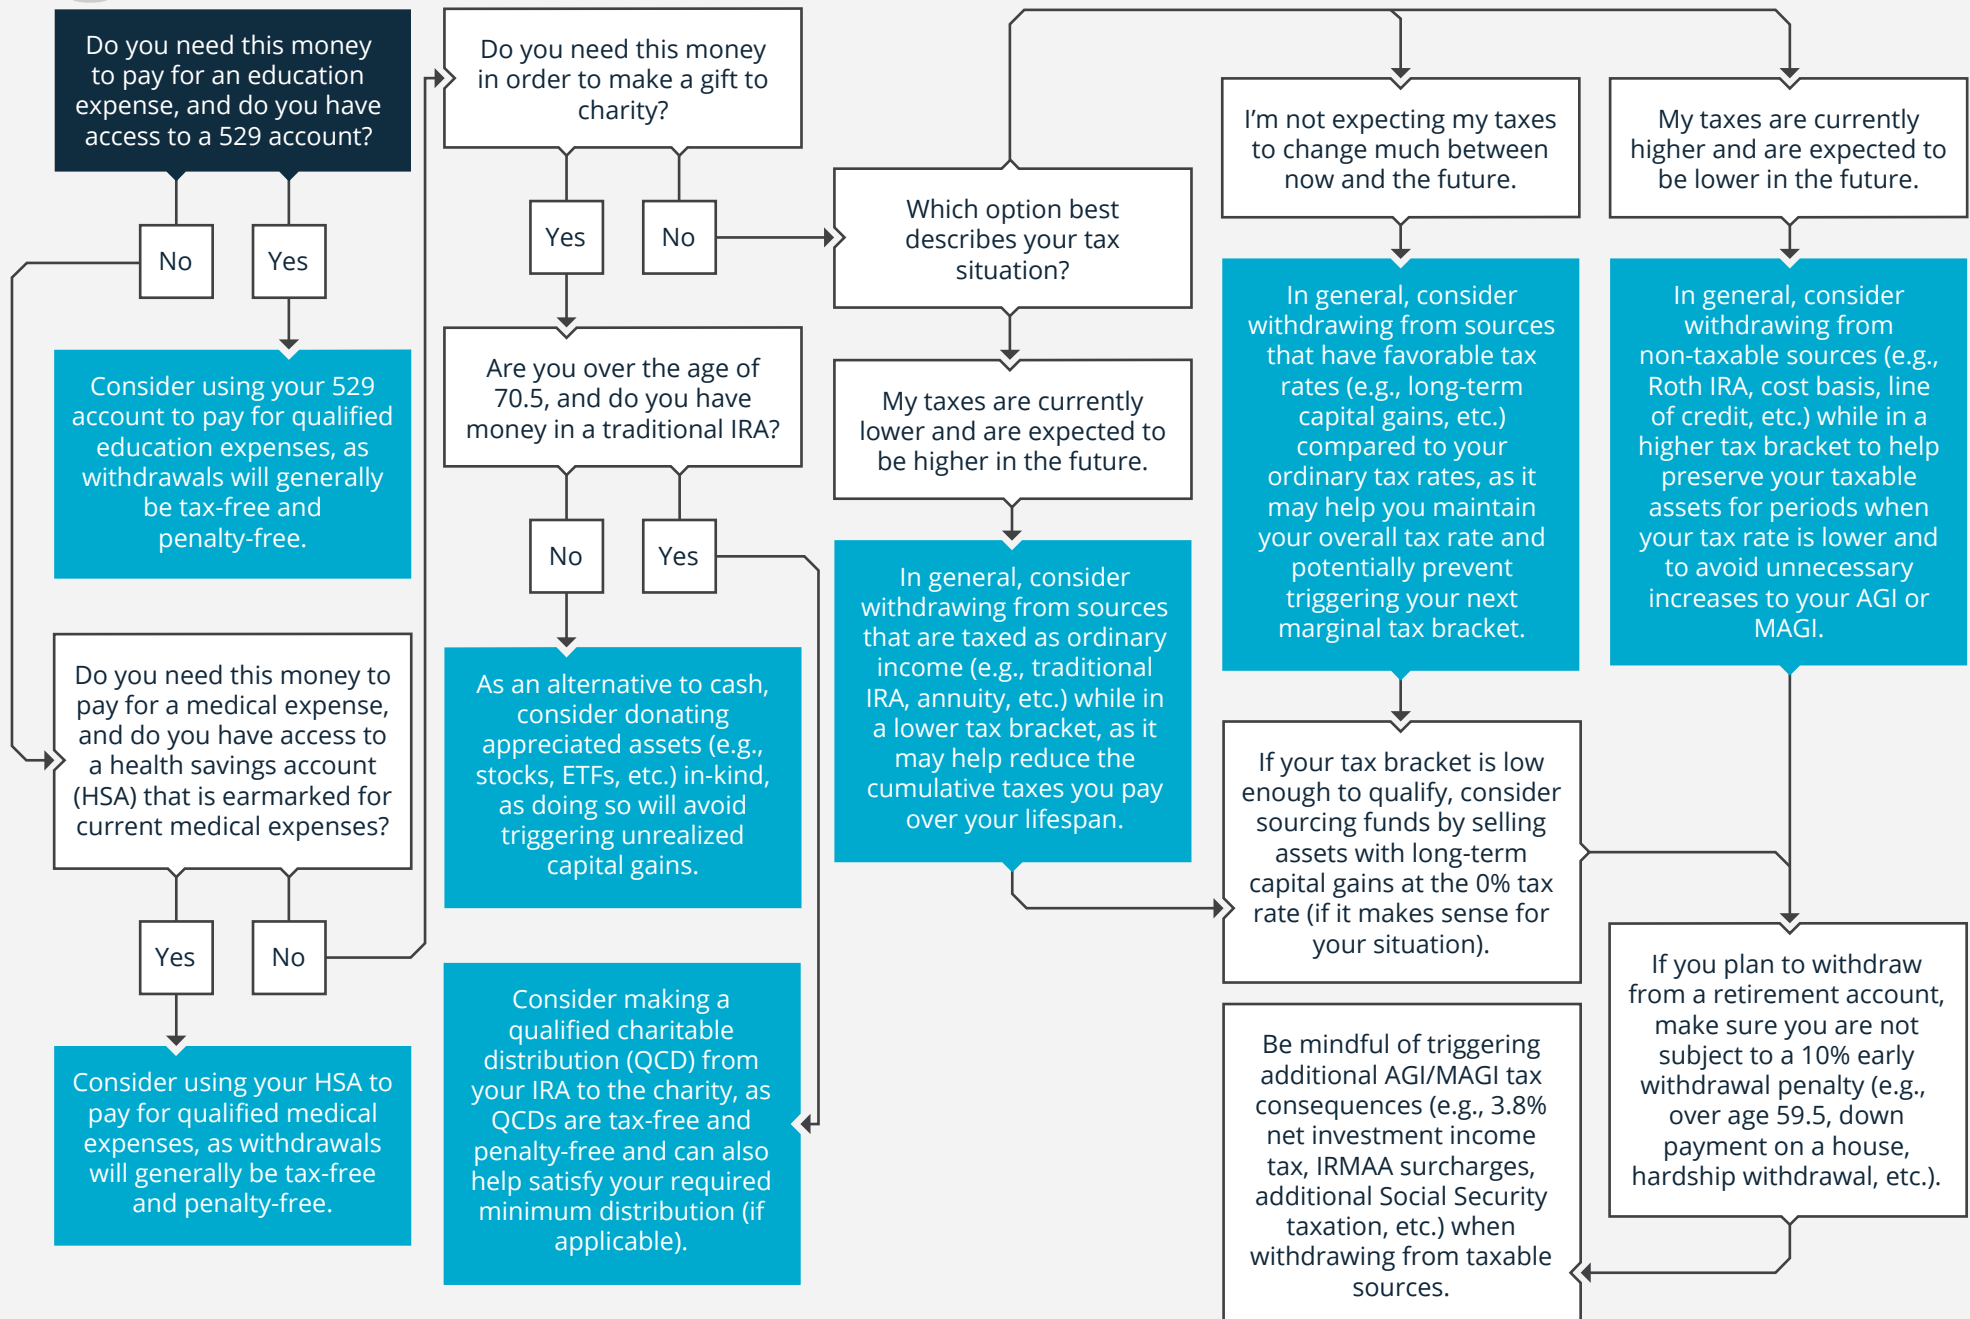 Do you need this money
to pay for an education
expense, and do you have
access to a 529 account?
No
Yes
Consider using your 529
account to pay for qualified
education expenses, as
withdrawals will generally
be tax-free and
penalty-free.
Do you need this money to
pay for a medical expense,
and do you have access to
a health savings account
(HSA) that is earmarked for
current medical expenses?
Yes
No
Consider using your HSA to
pay for qualified medical
expenses, as withdrawals
will generally be tax-free
and penalty-free.
Do you need this money
in order to make a gift to
charity?
Yes
No
Are you over the age of
70.5, and do you have
money in a traditional IRA?
No
Yes
As an alternative to cash,
consider donating
appreciated assets (e.g.,
stocks, ETFs, etc.) in-kind,
as doing so will avoid
triggering unrealized
capital gains.
Consider making a
qualified charitable
distribution (QCD) from
your IRA to the charity, as
QCDs are tax-free and
penalty-free and can also
help satisfy your required
minimum distribution (if
applicable).
Which option best
describes your tax
situation?
My taxes are currently
lower and are expected to
be higher in the future.
In general, consider
withdrawing from sources
that are taxed as ordinary
income (e.g., traditional
IRA, annuity, etc.) while in
a lower tax bracket, as it
may help reduce the
cumulative taxes you pay
over your lifespan.
I’m not expecting my taxes
to change much between
now and the future.
In general, consider
withdrawing from sources
that have favorable tax
rates (e.g., long-term
capital gains, etc.)
compared to your
ordinary tax rates, as it
may help you maintain
your overall tax rate and
potentially prevent
triggering your next
marginal tax bracket.
If your tax bracket is low
enough to qualify, consider
sourcing funds by selling
assets with long-term
capital gains at the 0% tax
rate (if it makes sense for
your situation).
Be mindful of triggering
additional AGI/MAGI tax
consequences (e.g., 3.8%
net investment income
tax, IRMAA surcharges,
additional Social Security
taxation, etc.) when
withdrawing from taxable
sources.
My taxes are currently
higher and are expected to
be lower in the future.
In general, consider
withdrawing from
non-taxable sources (e.g.,
Roth IRA, cost basis, line
of credit, etc.) while in a
higher tax bracket to help
preserve your taxable
assets for periods when
your tax rate is lower and
to avoid unnecessary
increases to your AGI or
MAGI.
If you plan to withdraw
from a retirement account,
make sure you are not
subject to a 10% early
withdrawal penalty (e.g.,
over age 59.5, down
payment on a house,
hardship withdrawal, etc.).